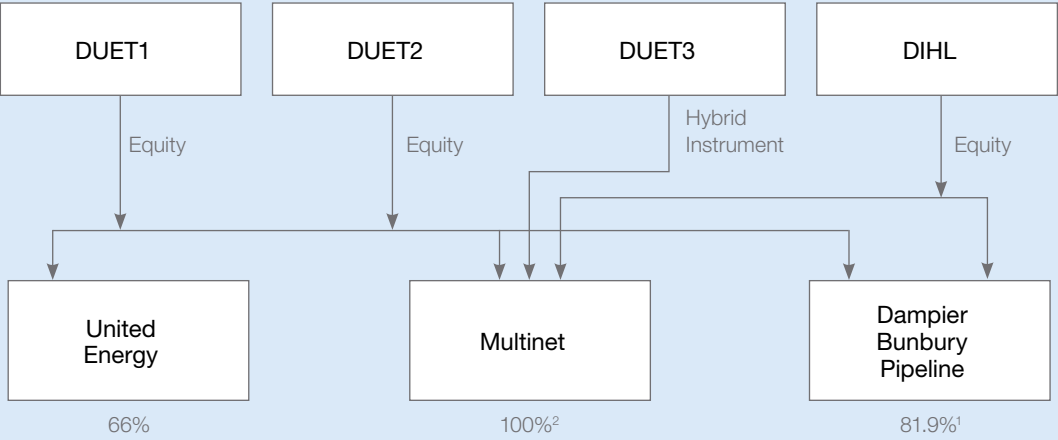 DUET1
DUET2
DUET3
DIHL
Equity
Equity
Hybrid
Instrument
Equity
United
Energy
Multinet
Dampier
Bunbury
Pipeline
66%
100%²
81.9%¹